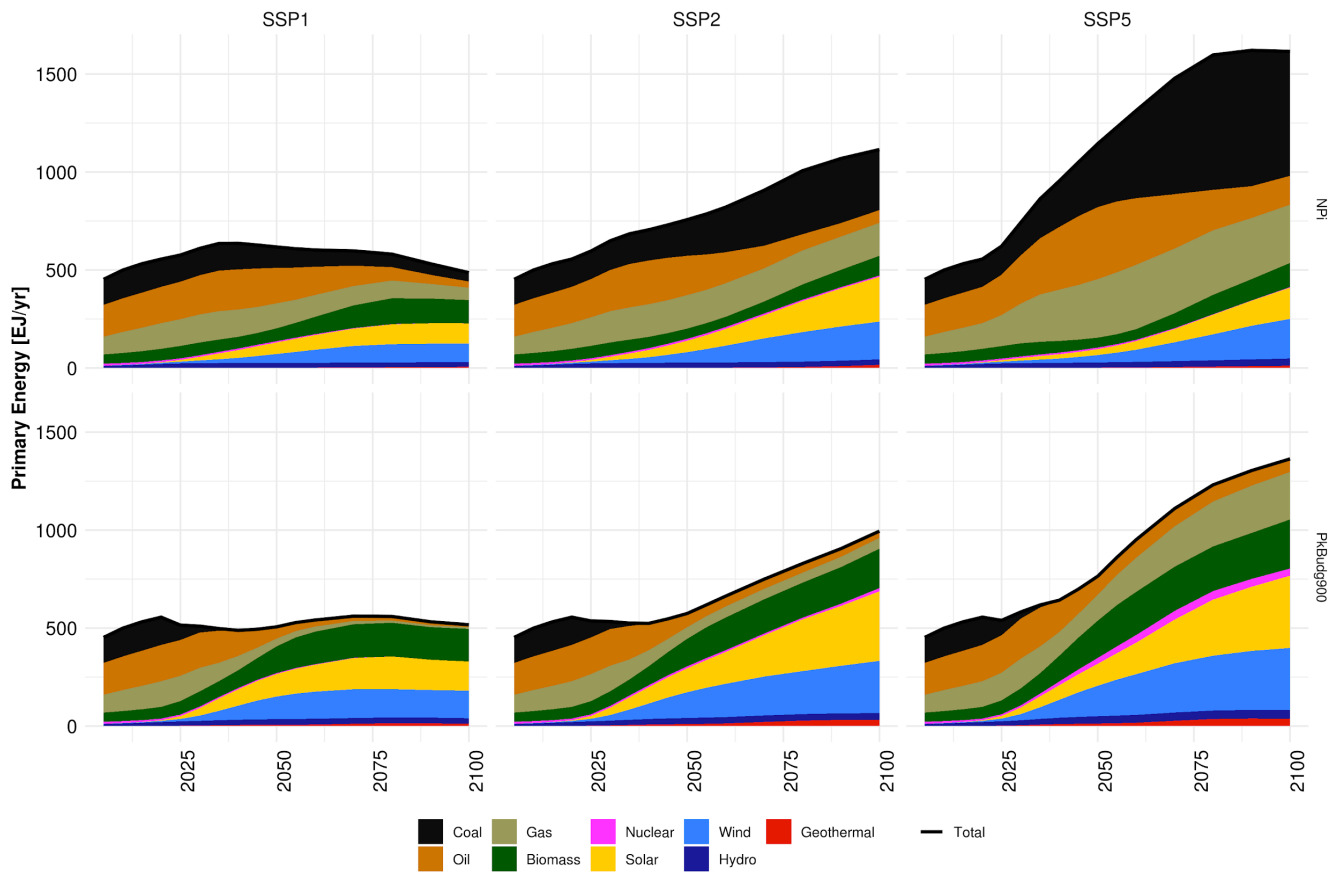 SSP1 SSP2 SSP5
Primary Energy [EJ/yr]
1500
1000
500
0
NPi
1500
1000
500
0
PkBudg900
2025 2050 2075 2100 2025 2050 2075 2100 2025 2050 2075 2100
Coal Gas Nuclear Wind Geothermal Total
Oil Biomass Solar Hydro